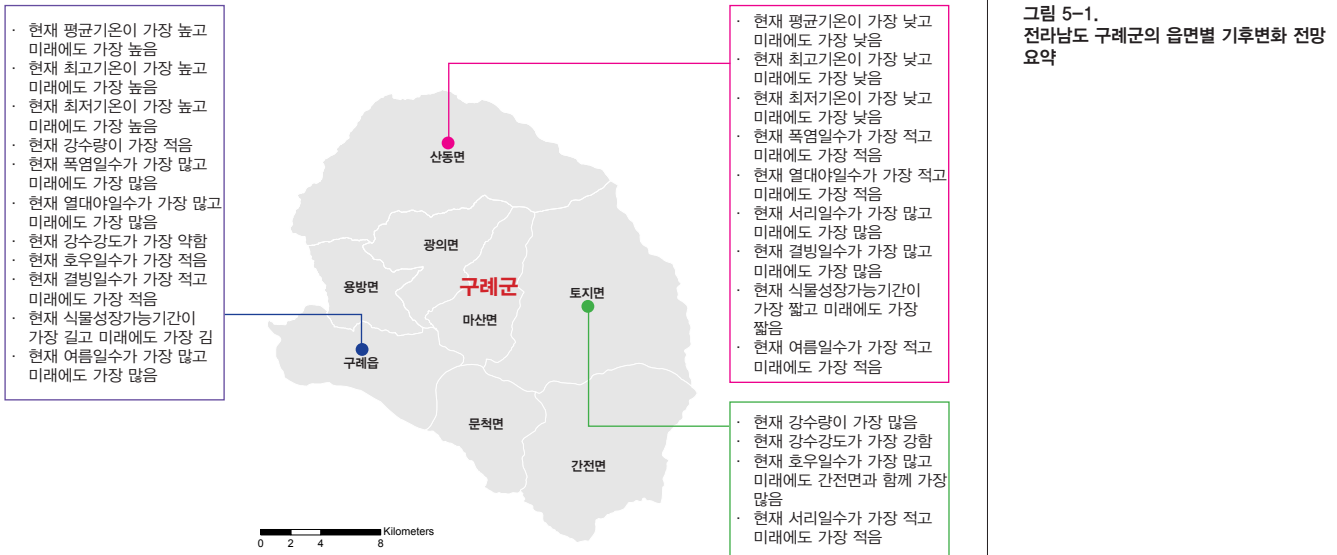 · 현재 평균기온이 가장 높고
미래에도 가장 높음
· 현재 최고기온이 가장 높고
미래에도 가장 높음
· 현재 최저기온이 가장 높고
미래에도 가장 높음
· 현재 강수량이 가장 적음
· 현재 폭염일수가 가장 많고
미래에도 가장 많음
· 현재 열대야일수가 가장 많고
미래에도 가장 많음
· 현재 강수강도가 가장 약함
· 현재 호우일수가 가장 적음
· 현재 결빙일수가 가장 적고
미래에도 가장 적음
· 현재 식물성장가능기간이
가장 길고 미래에도 가장 김
· 현재 여름일수가 가장 많고
미래에도 가장 많음
산동면
광의면
용방면
구례군
토지면
마산면
구례읍
문척면
간전면
Kilometers
0 2 4 8
· 현재 평균기온이 가장 낮고
미래에도 가장 낮음
· 현재 최고기온이 가장 낮고
미래에도 가장 낮음
· 현재 최저기온이 가장 낮고
미래에도 가장 낮음
· 현재 폭염일수가 가장 적고
미래에도 가장 적음
· 현재 열대야일수가 가장 적고
미래에도 가장 적음
· 현재 서리일수가 가장 많고
미래에도 가장 많음
· 현재 결빙일수가 가장 많고
미래에도 가장 많음
· 현재 식물성장가능기간이
가장 짧고 미래에도 가장
짧음
· 현재 여름일수가 가장 적고
미래에도 가장 적음
· 현재 강수량이 가장 많음
· 현재 강수강도가 가장 강함
· 현재 호우일수가 가장 많고
미래에도 간전면과 함께 가장
많음
· 현재 서리일수가 가장 적고
미래에도 가장 적음
그림 5-1.
전라남도 구례군의 읍면별 기후변화 전망
요약